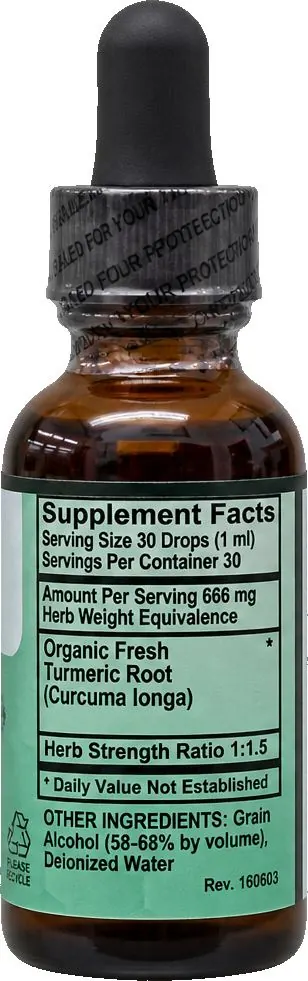 SEALED FOR YOUR
YOUR PROTECTION
Supplement Facts
Serving Size 30 Drops (1 ml)
Servings Per Container 30
Amount Per Serving 666 mg
Herb Weight Equivalence
Organic Fresh *
Turmeric Root
(Curcuma longa)
Herb Strength Ratio 1:1.5
* Daily Value Not Established
OTHER INGREDIENTS: Grain
Alcohol (58-68% by volume),
Deionized Water
PLEASE
RECYCLE
Rev. 160603